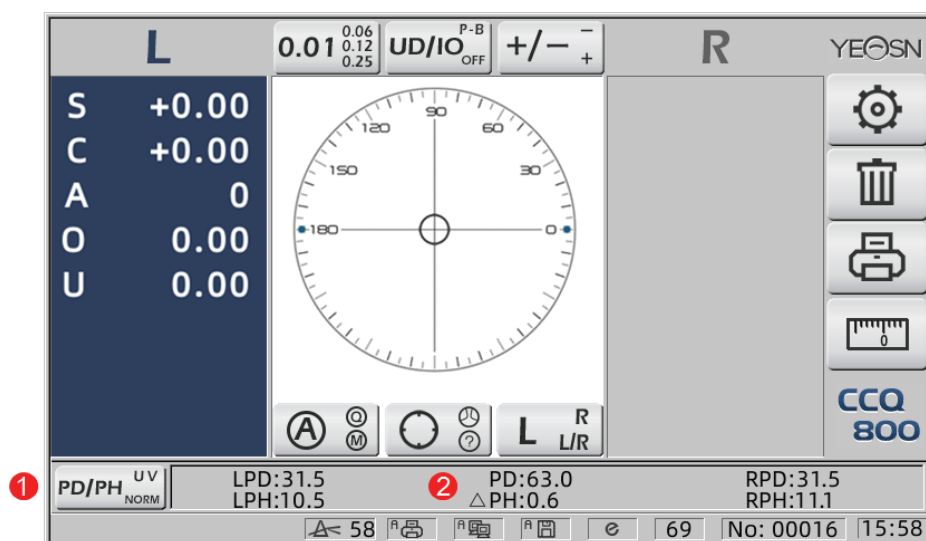 L
0.01 0.06 0.12 0.25
UD/IO P-B OFF
+/− − +
R
YEOSN
S +0.00
C +0.00
A 0
O 0.00
U 0.00
90
120
60
150
30
180
0
0
A Q M
?
L R L/R
CCQ 800
1
PD/PH UV NORM
LPD:31.5
LPH:10.5
2
PD:63.0
△PH:0.6
RPD:31.5
RPH:11.1
58
A
A
A
e
69
No: 00016
15:58